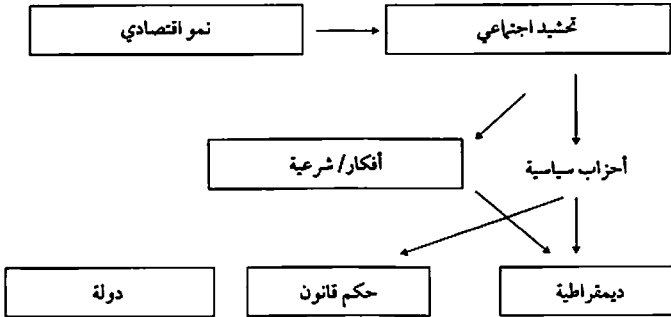 تحشيد اجتماعي
نمو اقتصادي
أحزاب سياسية
أفكار/ شرعية
ديمقراطية
حكم قانون
دولة